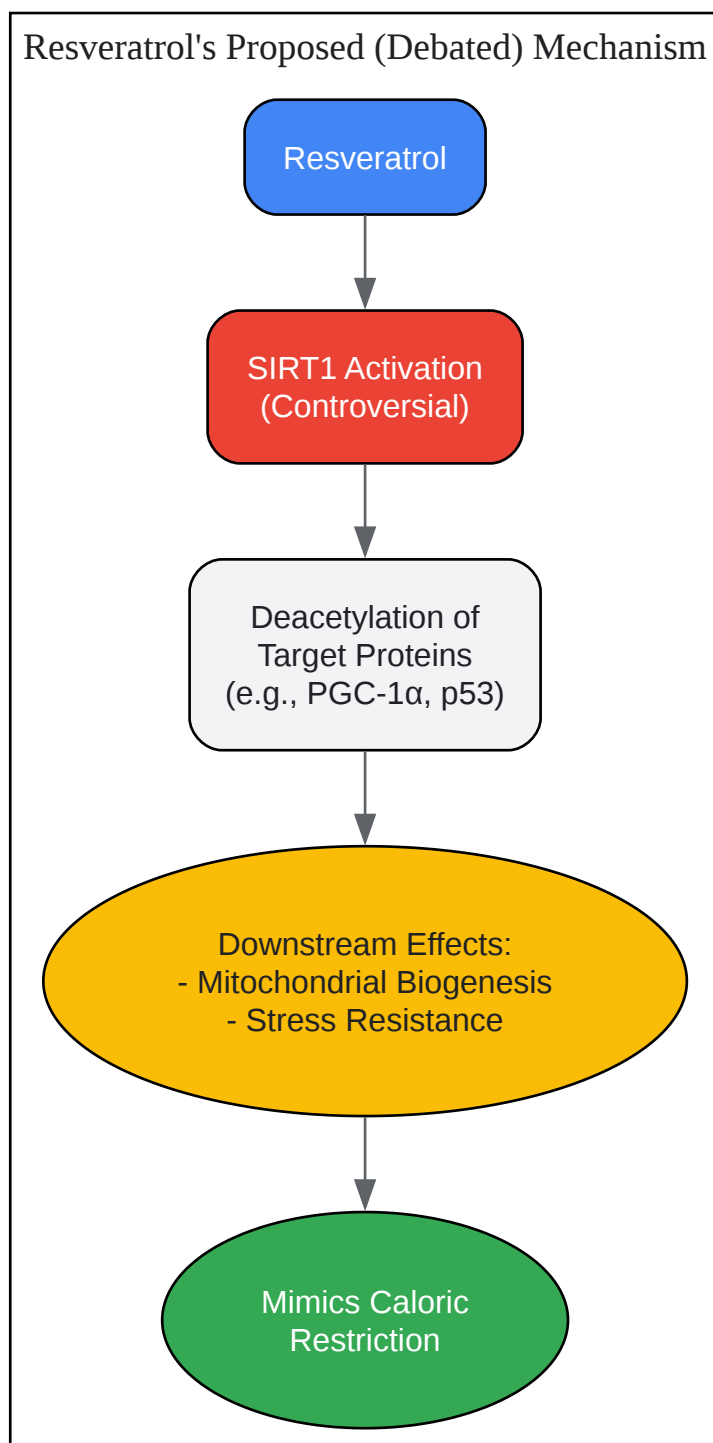 Resveratrol's Proposed (Debated) Mechanism
Resveratrol
SIRT1 Activation
(Controversial)
Deacetylation of
Target Proteins
(e.g., PGC-1α, p53)
Downstream Effects:
- Mitochondrial Biogenesis
- Stress Resistance
Mimics Caloric
Restriction